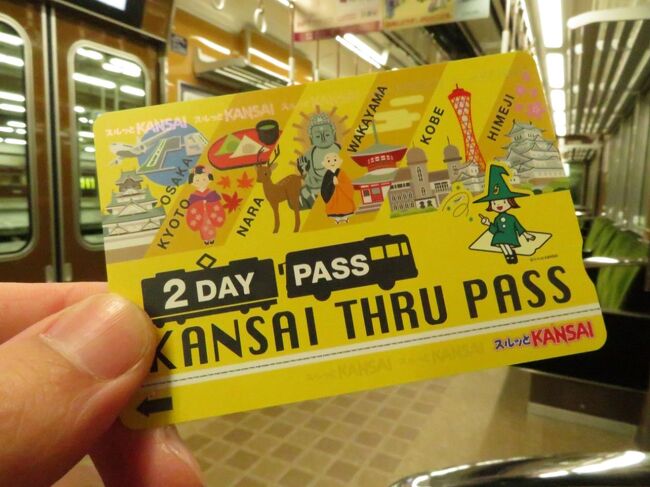 スルッとKANSAI
スルッとKANSAI
OSAKA
KYOTO
NARA
WAKAYAMA
KOBE
HIMEJI
2 DAY PASS
KANSAI THRU PASS
スルッとKANSAI
スルッとKANSAI